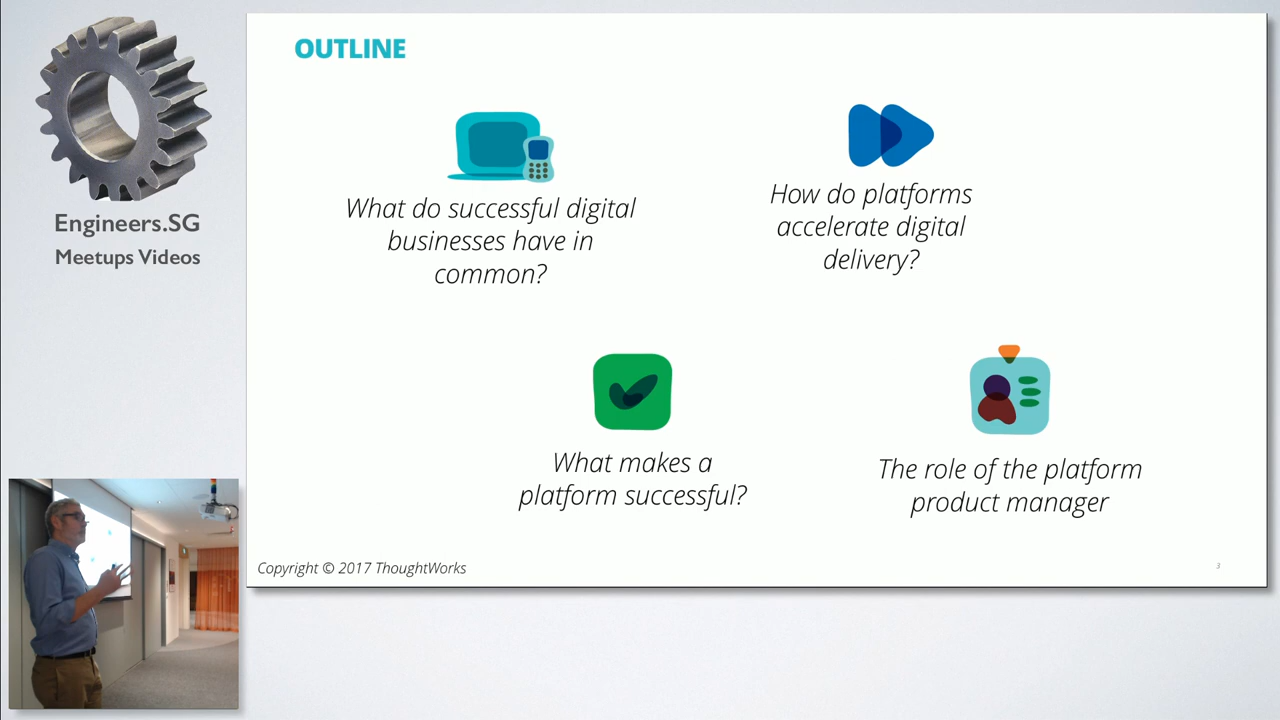 Engineers.SG
Meetups Videos
OUTLINE
What do successful digital
businesses have in
common?
How do platforms
accelerate digital
delivery?
What makes a
platform successful?
The role of the platform
product manager
Copyright © 2017 ThoughtWorks
3